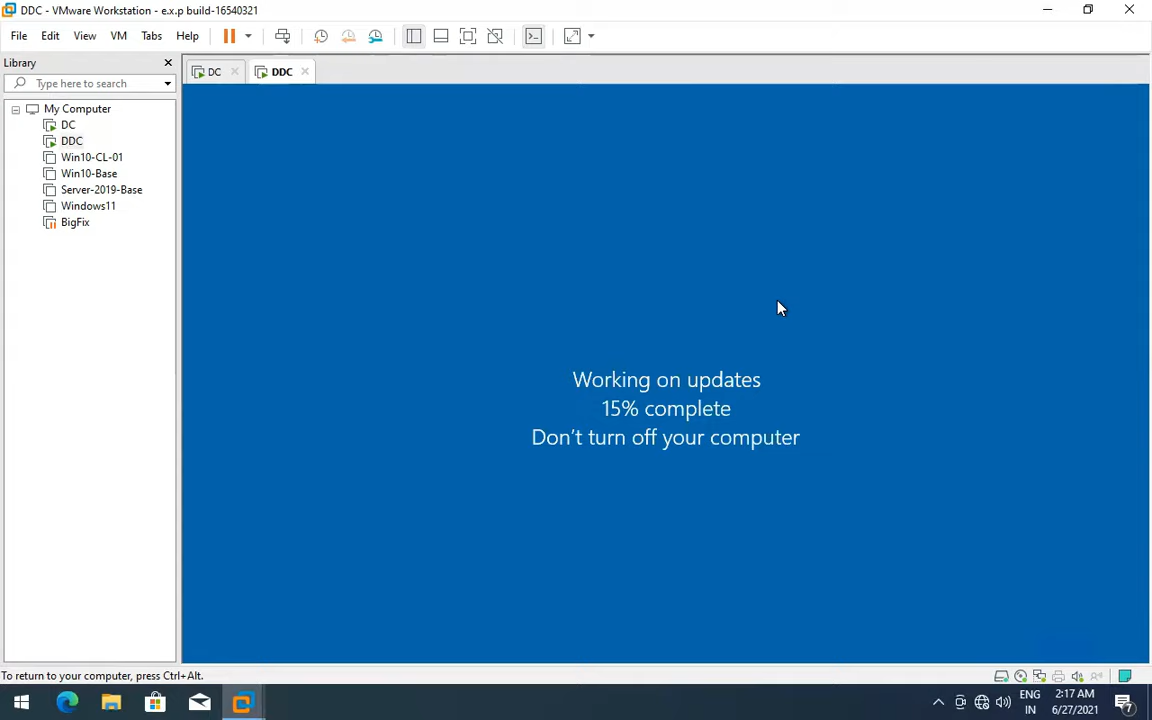 DDC - VMware Workstation - e.x.p build-16540321
File Edit View VM Tabs Help
Library
Type here to search
DC
DDC
My Computer
DC
DDC
Win10-CL-01
Win10-Base
Server-2019-Base
Windows11
BigFix
Working on updates
15% complete
Don't turn off your computer
To return to your computer, press Ctrl+Alt.
ENG
IN
2:17 AM
6/27/2021
7